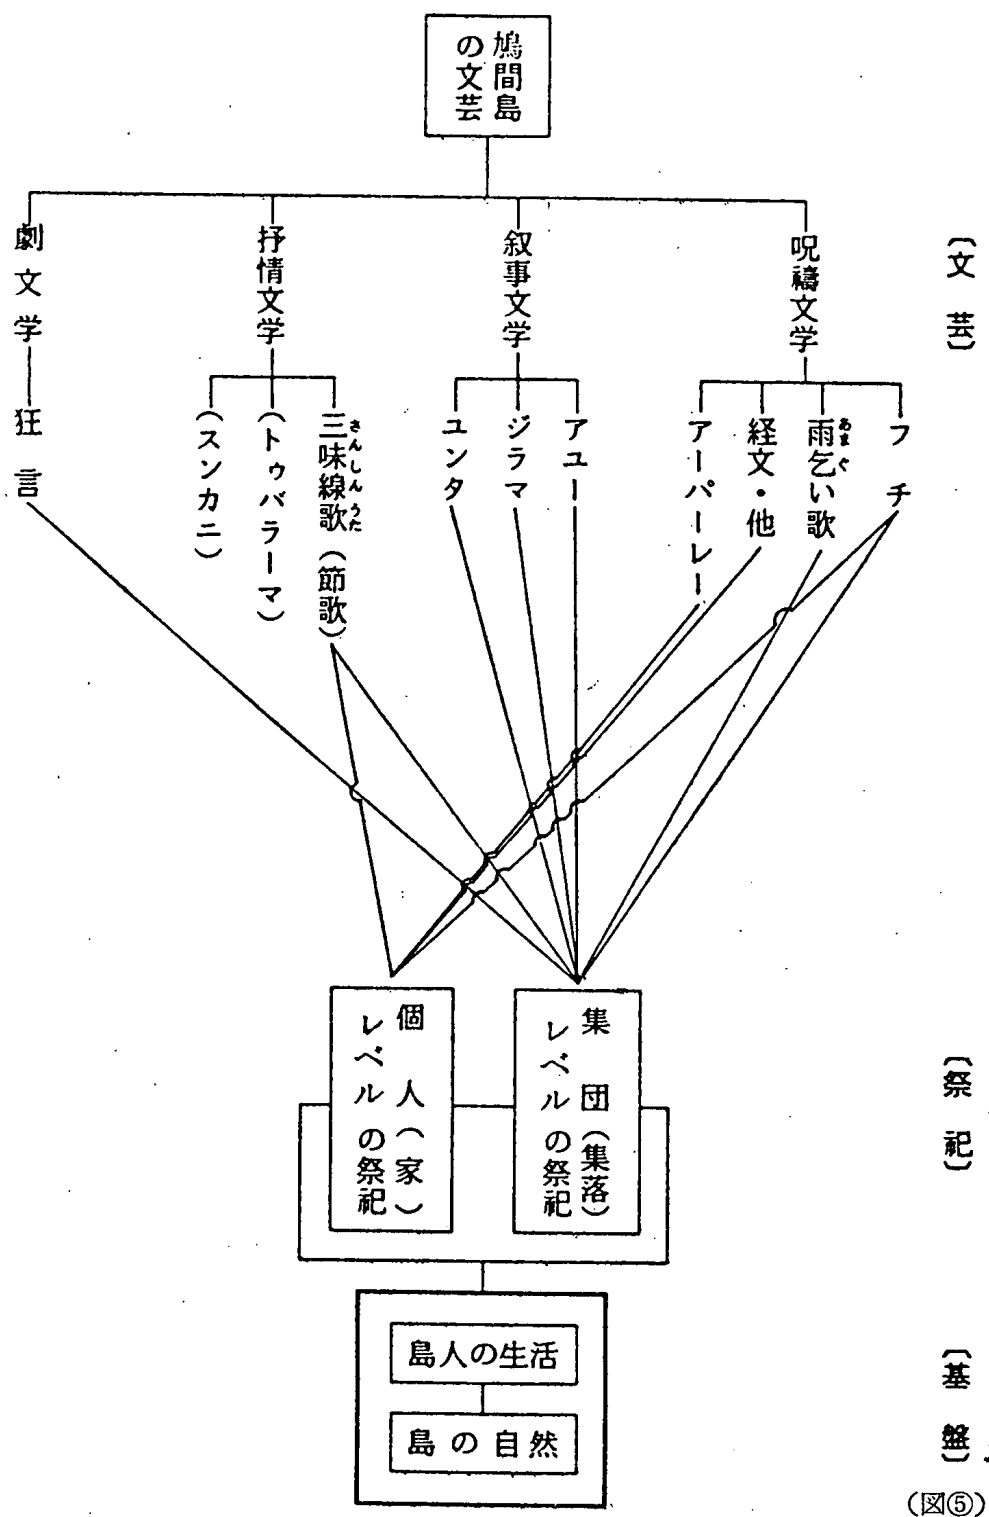 鳩間島
の文芸
〔文芸〕
呪禱文学
叙事文学
抒情文学
劇文学
フチ
雨乞い歌
あまぐ
経文・他
アーパーレー
アユー
ジラマ
ユンタ
三味線歌(節歌)
さんしんうた
(トゥバラーマ)
(スンカニ)
狂言
〔祭祀〕
集団(集落)
レベルの祭祀
個人(家)
レベルの祭祀
〔基盤〕
島人の生活
島の自然
(図⑤)